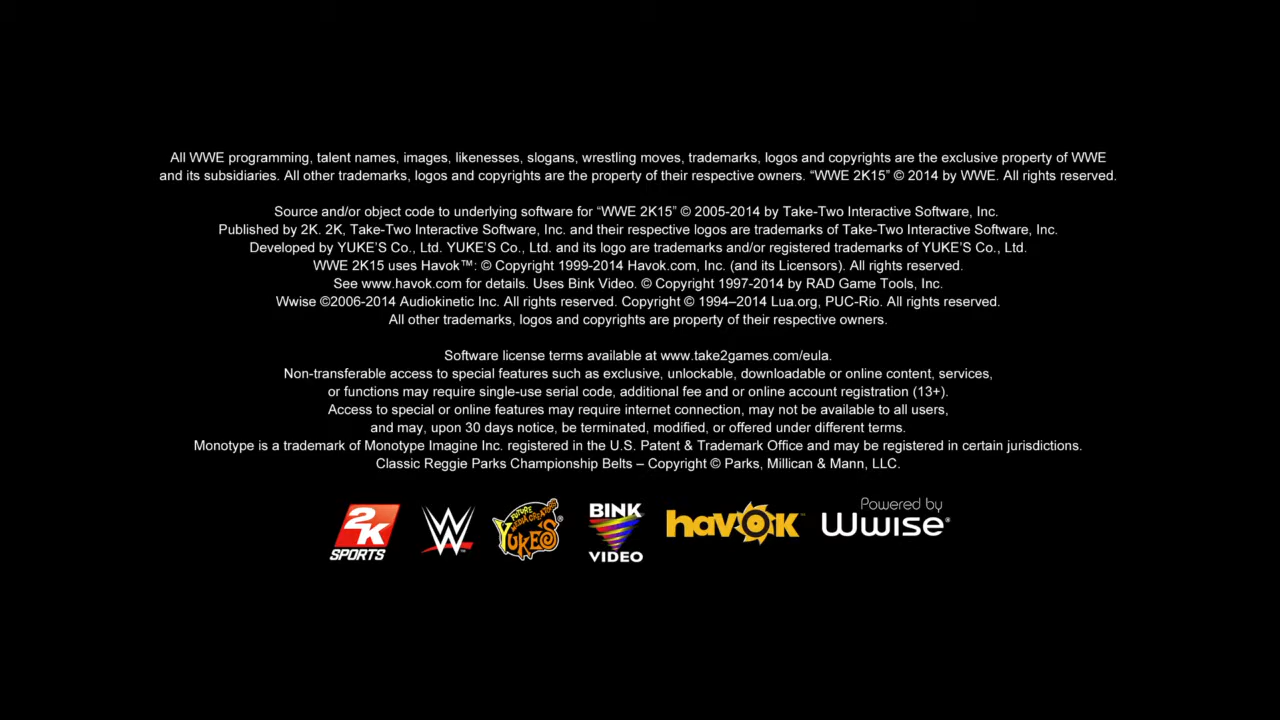 All WWE programming, talent names, images, likenesses, slogans, wrestling moves, trademarks, logos and copyrights are the exclusive property of WWE
and its subsidiaries. All other trademarks, logos and copyrights are the property of their respective owners. “WWE 2K15” © 2014 by WWE. All rights reserved.
Source and/or object code to underlying software for “WWE 2K15” © 2005-2014 by Take-Two Interactive Software, Inc.
Published by 2K. 2K, Take-Two Interactive Software, Inc. and their respective logos are trademarks of Take-Two Interactive Software, Inc.
Developed by YUKE’S Co., Ltd. YUKE’S Co., Ltd. and its logo are trademarks and/or registered trademarks of YUKE’S Co., Ltd.
WWE 2K15 uses Havok™: © Copyright 1999-2014 Havok.com, Inc. (and its Licensors). All rights reserved.
See www.havok.com for details. Uses Bink Video. © Copyright 1997-2014 by RAD Game Tools, Inc.
Wwise ©2006-2014 Audiokinetic Inc. All rights reserved. Copyright © 1994–2014 Lua.org, PUC-Rio. All rights reserved.
All other trademarks, logos and copyrights are property of their respective owners.
Software license terms available at www.take2games.com/eula.
Non-transferable access to special features such as exclusive, unlockable, downloadable or online content, services,
or functions may require single-use serial code, additional fee and or online account registration (13+).
Access to special or online features may require internet connection, may not be available to all users,
and may, upon 30 days notice, be terminated, modified, or offered under different terms.
Monotype is a trademark of Monotype Imagine Inc. registered in the U.S. Patent & Trademark Office and may be registered in certain jurisdictions.
Classic Reggie Parks Championship Belts – Copyright © Parks, Millican & Mann, LLC.
2K
SPORTS
W
FUTURE
MEDIA CREATOR
YUKE'S®
BINK
VIDEO
havok™
Powered by
Wwise®